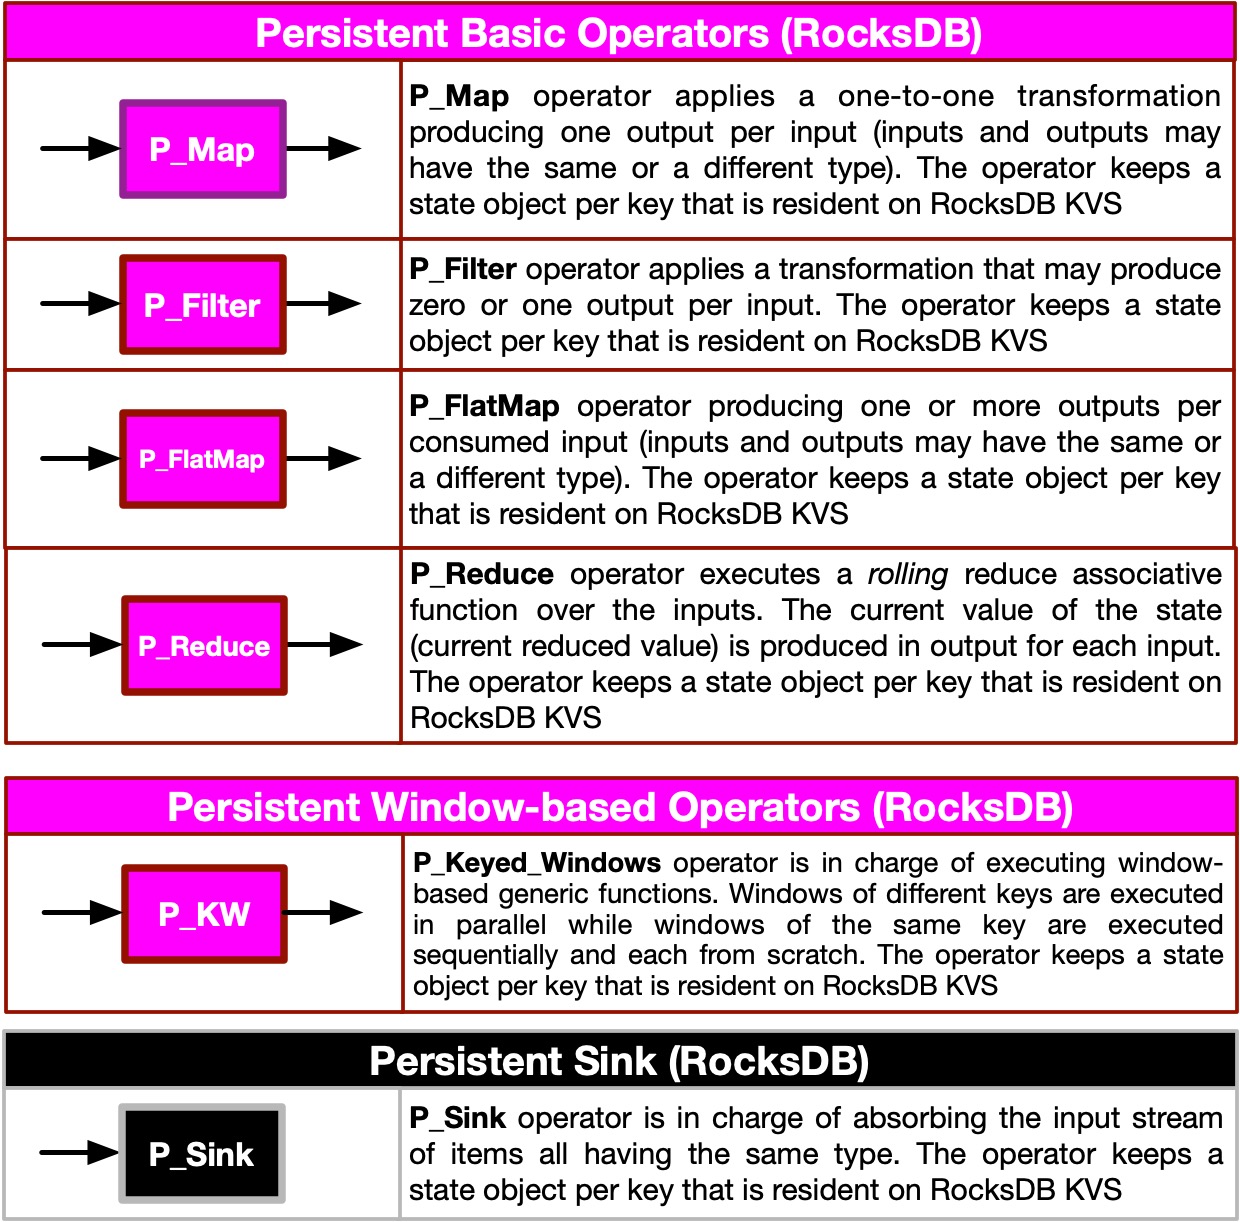 Persistent Basic Operators (RocksDB)
P_Map
P_Map operator applies a one-to-one transformation
producing one output per input (inputs and outputs may
have the same or a different type). The operator keeps a
state object per key that is resident on RocksDB KVS
P_Filter
P_Filter operator applies a transformation that may produce
zero or one output per input. The operator keeps a state
object per key that is resident on RocksDB KVS
P_FlatMap
P_FlatMap operator producing one or more outputs per
consumed input (inputs and outputs may have the same or
a different type). The operator keeps a state object per key
that is resident on RocksDB KVS
P_Reduce
P_Reduce operator executes a rolling reduce associative
function over the inputs. The current value of the state
(current reduced value) is produced in output for each input.
The operator keeps a state object per key that is resident on
RocksDB KVS
Persistent Window-based Operators (RocksDB)
P_KW
P_Keyed_Windows operator is in charge of executing window-
based generic functions. Windows of different keys are executed
in parallel while windows of the same key are executed
sequentially and each from scratch. The operator keeps a state
object per key that is resident on RocksDB KVS
Persistent Sink (RocksDB)
P_Sink
P_Sink operator is in charge of absorbing the input stream
of items all having the same type. The operator keeps a
state object per key that is resident on RocksDB KVS